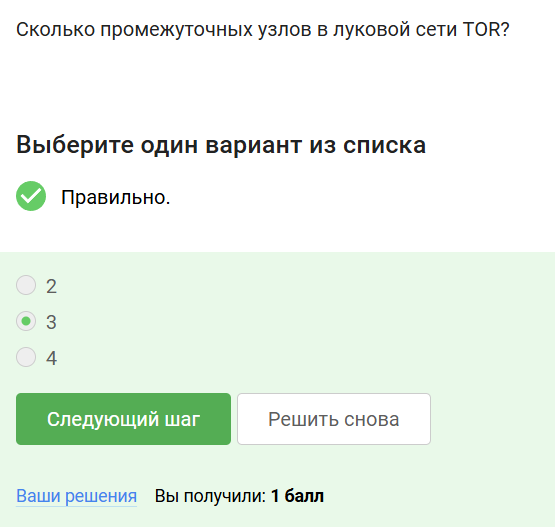 Сколько промежуточных узлов в луковой сети TOR?
Выберите один вариант из списка
Правильно.
2
3
4
Следующий шаг
Решить снова
Ваши решения
Вы получили: 1 балл